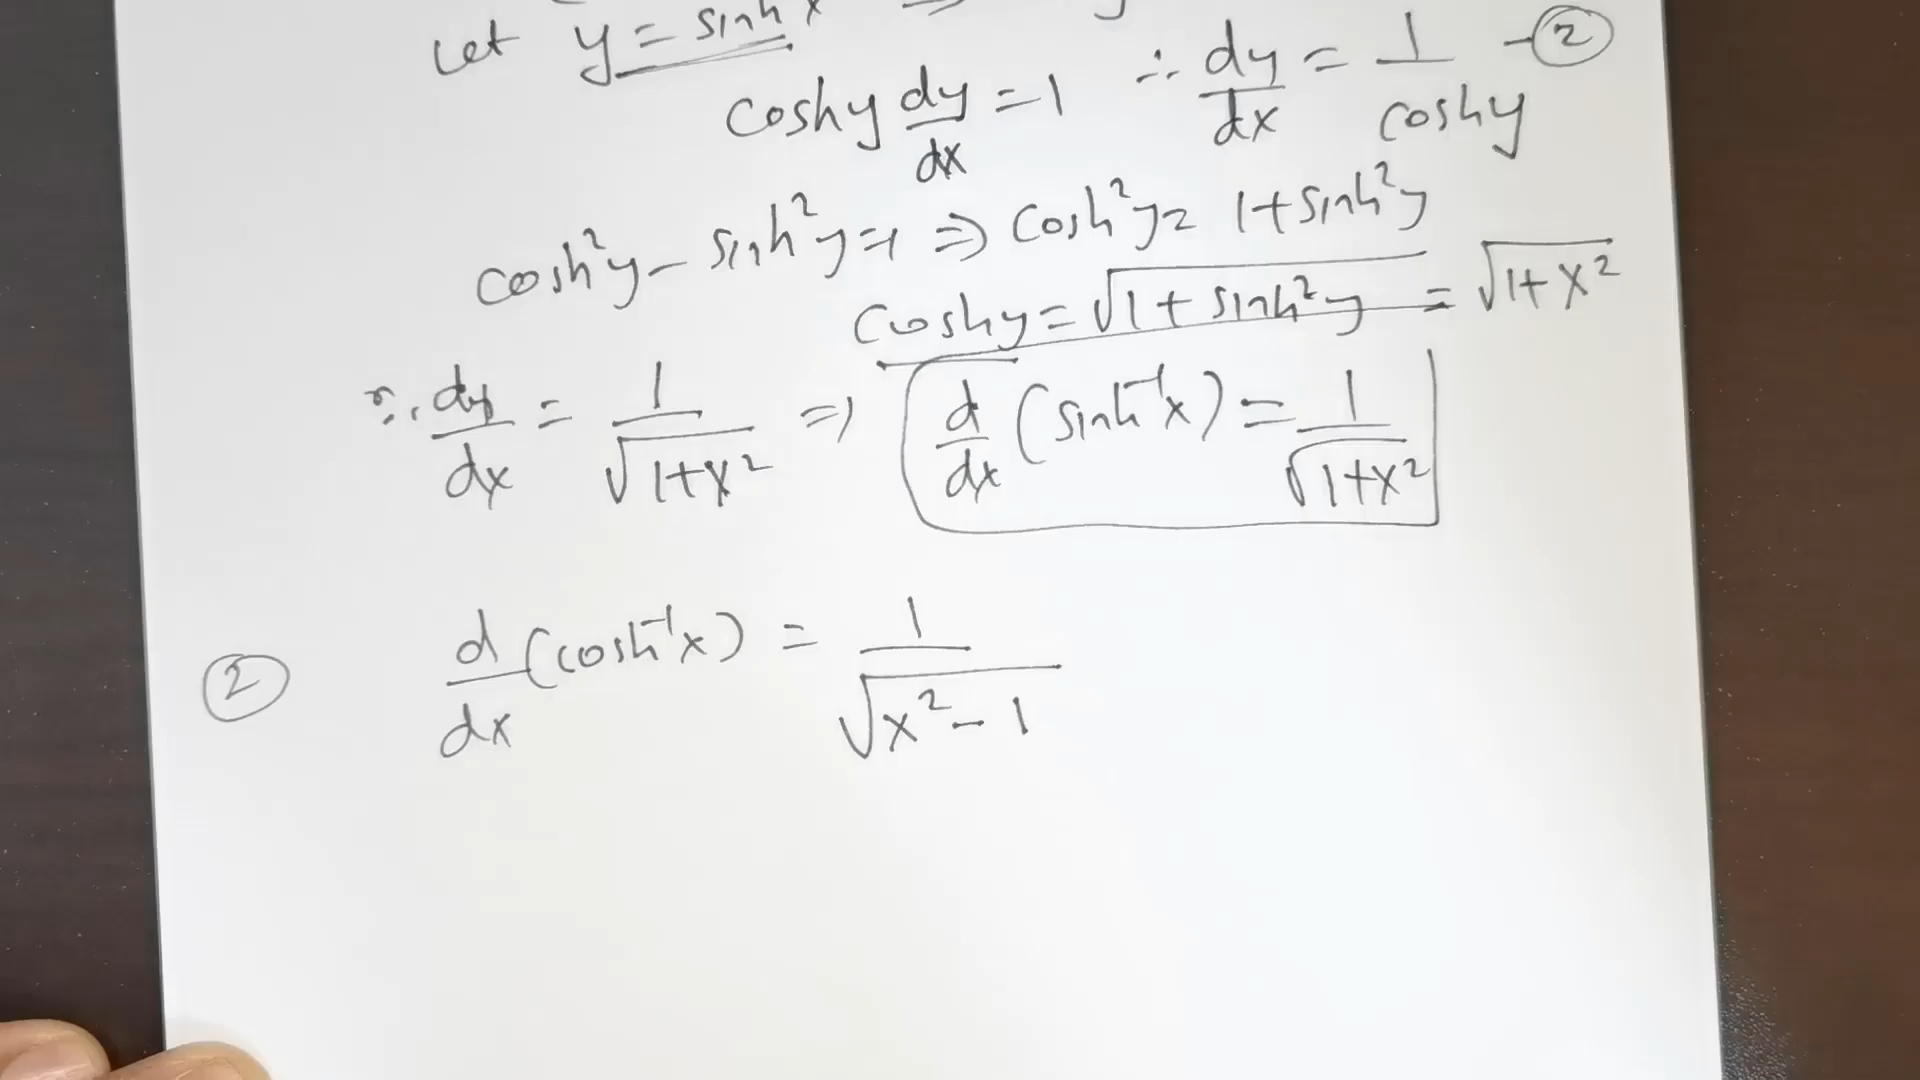 Let y = sinh x ⇒
cosh y dy/dx = 1 ∴ dy/dx = 1/cosh y - ②
cosh²y - sinh²y = 1 ⇒ cosh²y = 1 + sinh²y
cosh y = √(1 + sinh²y) = √(1 + x²)
∴ dy/dx = 1/√(1+x²) ⇒ d/dx (sinh⁻¹x) = 1/√(1+x²)
② d/dx (cosh⁻¹x) = 1/√(x² - 1)